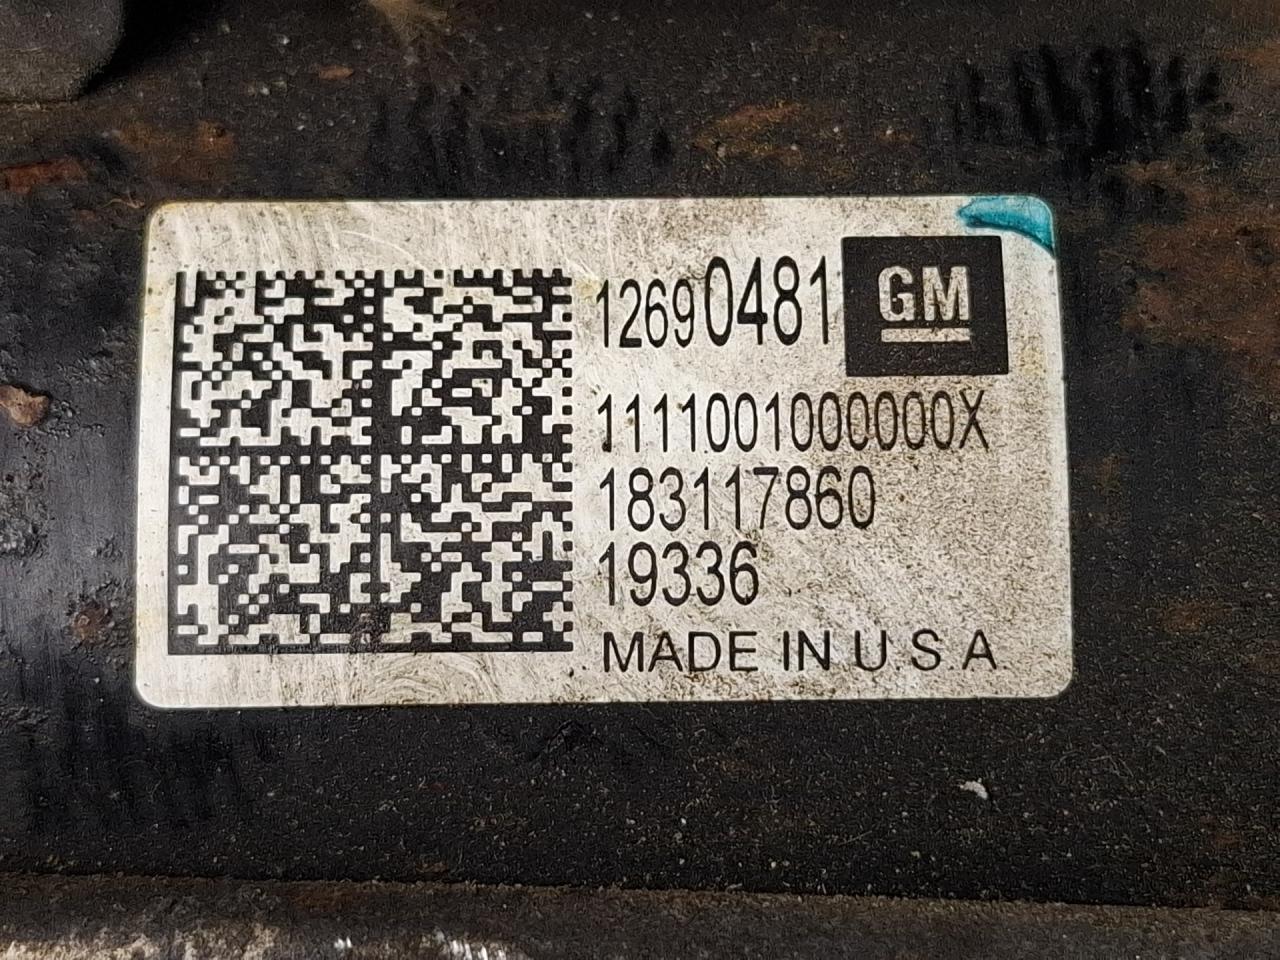 12690481
GM
1111001000000X
183117860
19336
MADE IN U.S A